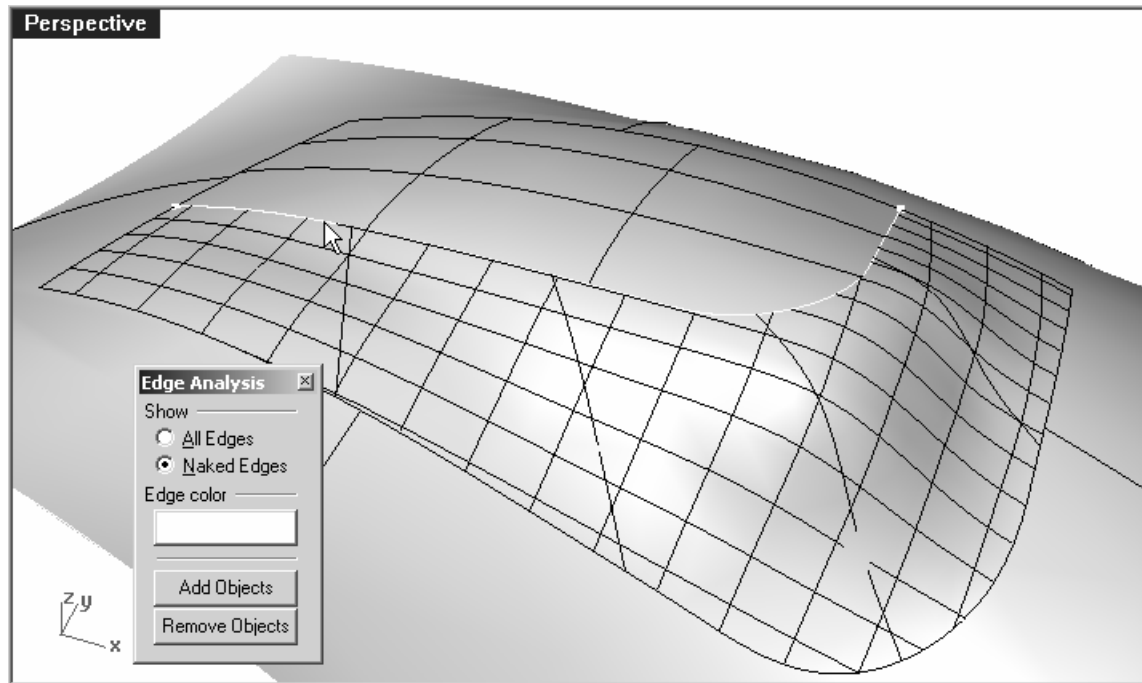 Perspective
Edge Analysis
Show
All Edges
Naked Edges
Edge color
Add Objects
Remove Objects
z y
x